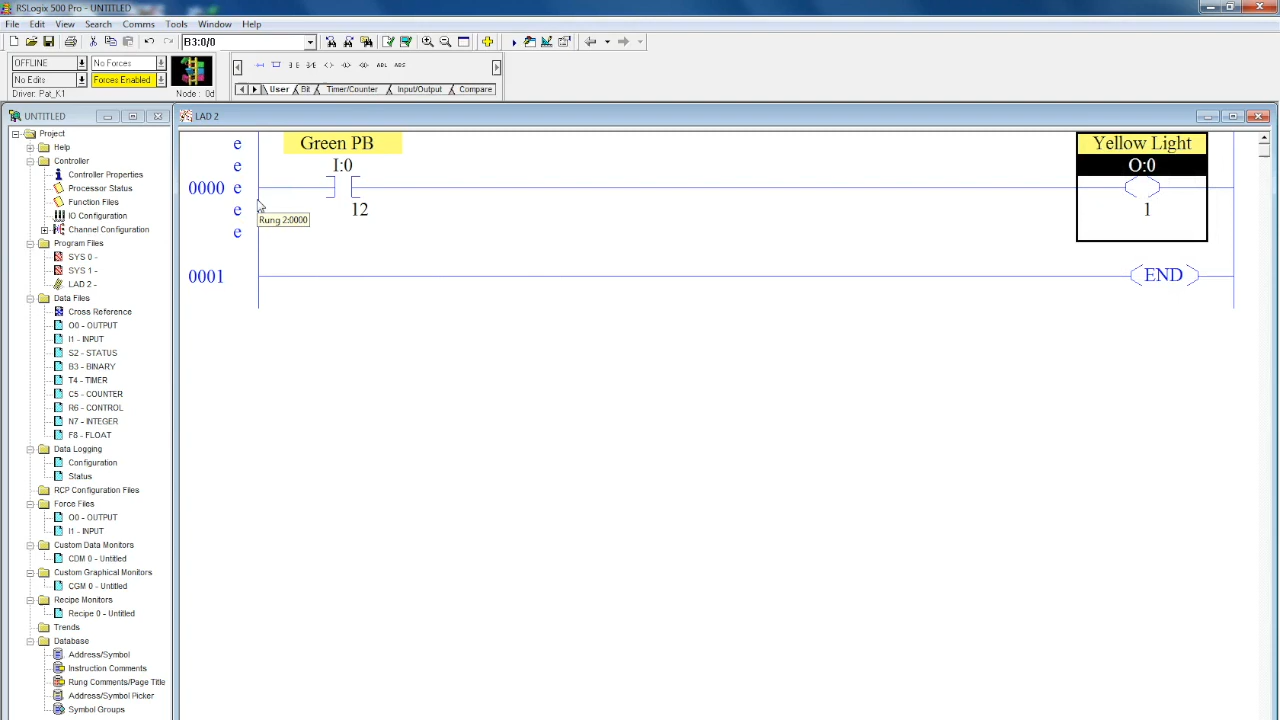 RSLogix 500 Pro - UNTITLED
File Edit View Search Comms Tools Window Help
B3:0/0
OFFLINE No Forces
No Edits Forces Enabled
Driver: Pat_K1 Node : 0d
ABL ABS
User Bit Timer/Counter Input/Output Compare
UNTITLED
Project
Help
Controller
Controller Properties
Processor Status
Function Files
IO Configuration
Channel Configuration
Program Files
SYS 0 -
SYS 1 -
LAD 2 -
Data Files
Cross Reference
O0 - OUTPUT
I1 - INPUT
S2 - STATUS
B3 - BINARY
T4 - TIMER
C5 - COUNTER
R6 - CONTROL
N7 - INTEGER
F8 - FLOAT
Data Logging
Configuration
Status
RCP Configuration Files
Force Files
O0 - OUTPUT
I1 - INPUT
Custom Data Monitors
CDM 0 - Untitled
Custom Graphical Monitors
CGM 0 - Untitled
Recipe Monitors
Recipe 0 - Untitled
Trends
Database
Address/Symbol
Instruction Comments
Rung Comments/Page Title
Address/Symbol Picker
Symbol Groups
LAD 2
e Green PB Yellow Light
e I:0 O:0
0000 e
e 12 1
Rung 2:0000
e
0001 END